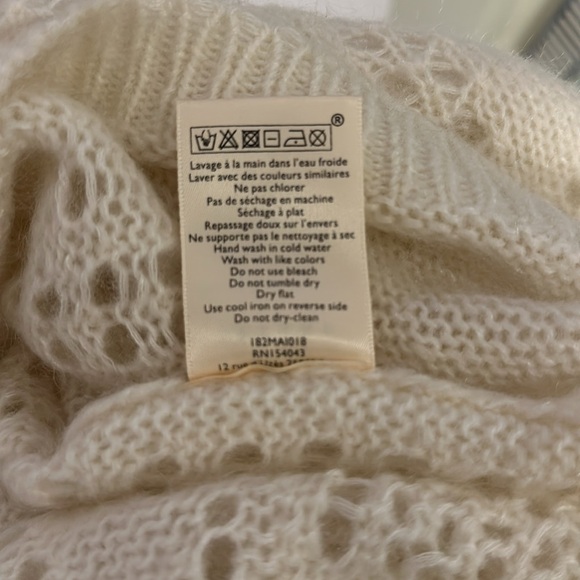 ®
Lavage à la main dans l'eau froide
Laver avec des couleurs similaires
Ne pas chlorer
Pas de séchage en machine
Séchage à plat
Repassage doux sur l'envers
Ne supporte pas le nettoyage à sec
Hand wash in cold water
Wash with like colors
Do not use bleach
Do not tumble dry
Dry flat
Use cool iron on reverse side
Do not dry-clean
182MAI018
RN154043
12 rue